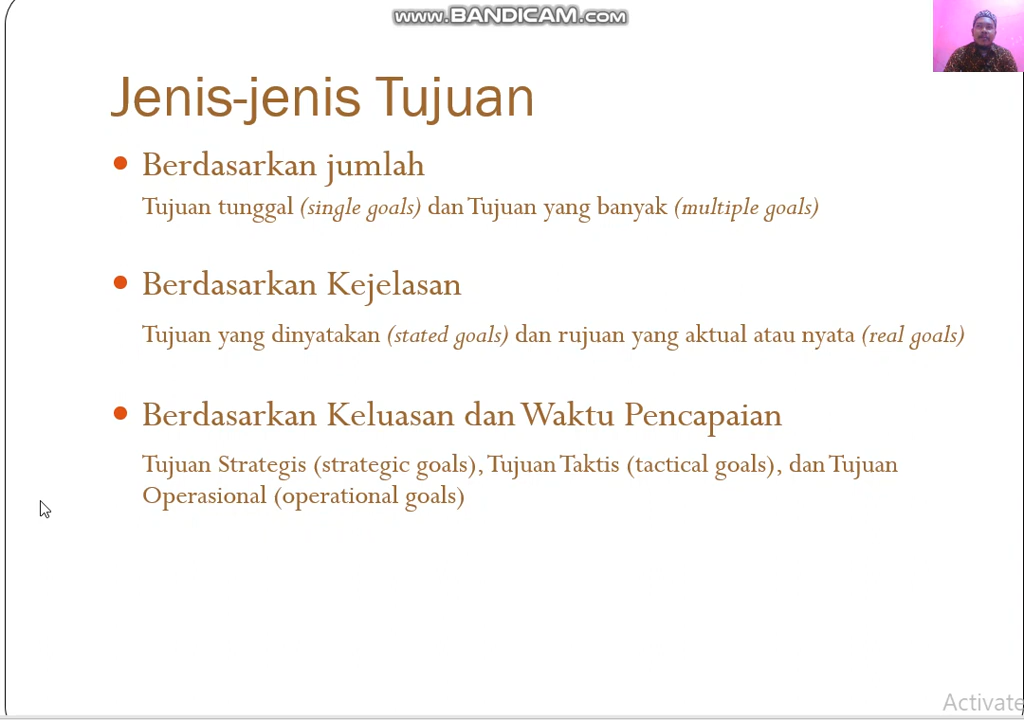 www.BANDICAM.com
Jenis-jenis Tujuan
Berdasarkan jumlah
Tujuan tunggal (single goals) dan Tujuan yang banyak (multiple goals)
Berdasarkan Kejelasan
Tujuan yang dinyatakan (stated goals) dan rujuan yang aktual atau nyata (real goals)
Berdasarkan Keluasan dan Waktu Pencapaian
Tujuan Strategis (strategic goals), Tujuan Taktis (tactical goals), dan Tujuan
Operasional (operational goals)
Activate